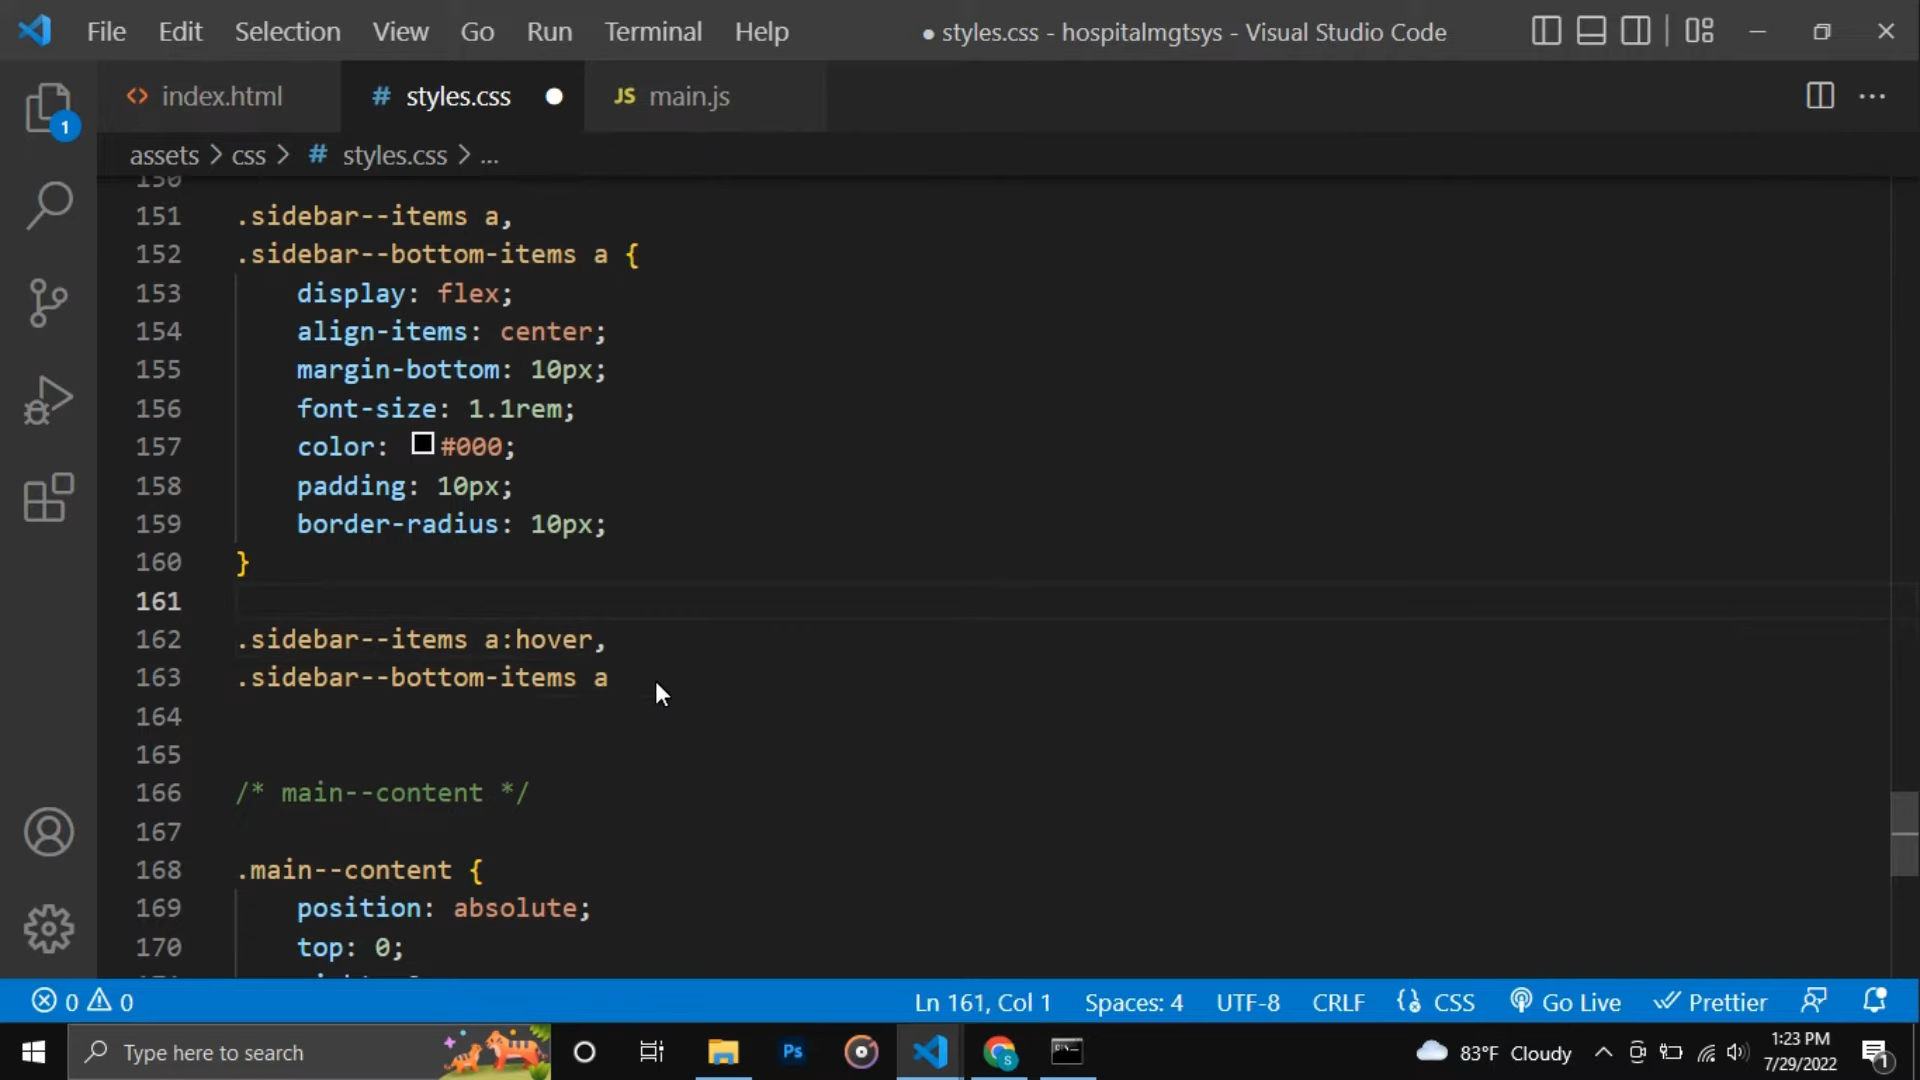 File Edit Selection View Go Run Terminal Help ● styles.css - hospitalmgtsys - Visual Studio Code
<> index.html # styles.css ● JS main.js ...
1
assets > css > # styles.css > ...
150
151 .sidebar--items a,
152 .sidebar--bottom-items a {
153 display: flex;
154 align-items: center;
155 margin-bottom: 10px;
156 font-size: 1.1rem;
157 color: #000;
158 padding: 10px;
159 border-radius: 10px;
160 }
161
162 .sidebar--items a:hover,
163 .sidebar--bottom-items a
164
165
166 /* main--content */
167
168 .main--content {
169 position: absolute;
170 top: 0;
0 0 Ln 161, Col 1 Spaces: 4 UTF-8 CRLF CSS Go Live Prettier
Type here to search Ps S 83°F Cloudy 1:23 PM
7/29/2022 1